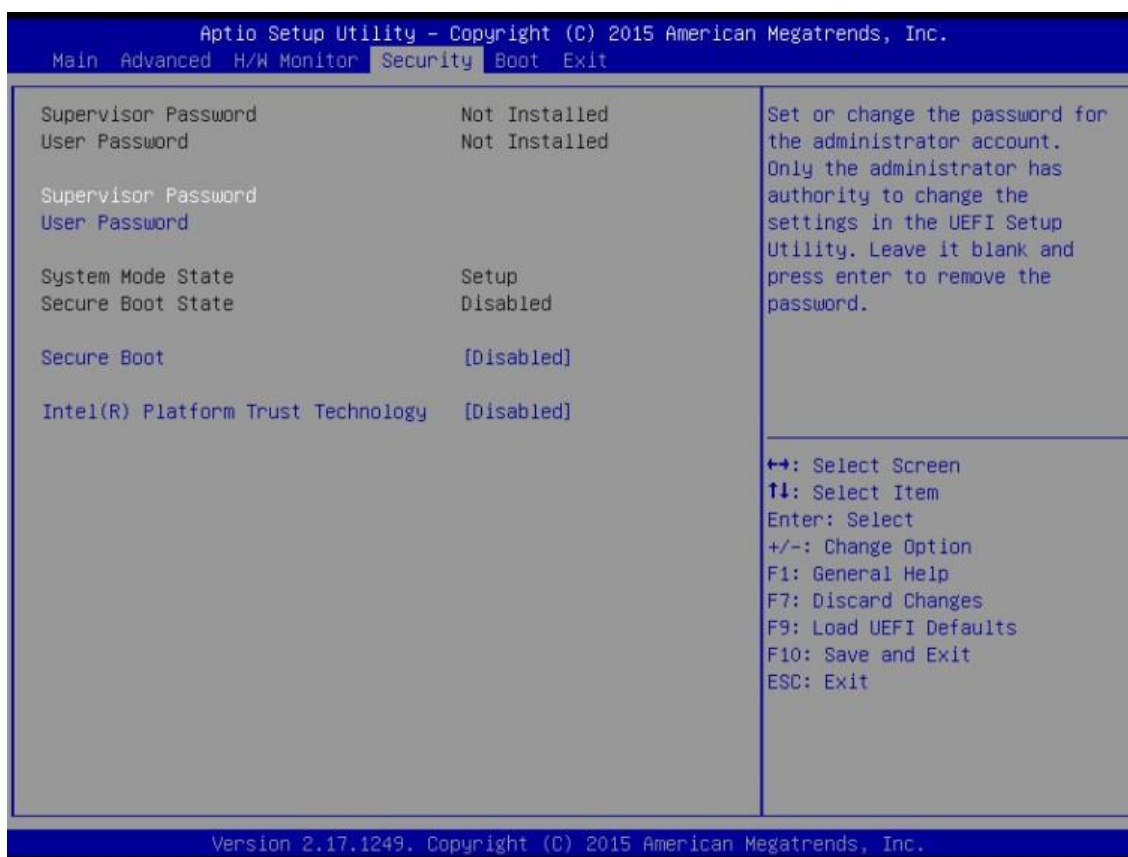 Aptio Setup Utility – Copyright (C) 2015 American Megatrends, Inc.
Main Advanced H/W Monitor Security Boot Exit
Supervisor Password Not Installed
User Password Not Installed
Supervisor Password
User Password
System Mode State Setup
Secure Boot State Disabled
Secure Boot [Disabled]
Intel(R) Platform Trust Technology [Disabled]
Set or change the password for
the administrator account.
Only the administrator has
authority to change the
settings in the UEFI Setup
Utility. Leave it blank and
press enter to remove the
password.
↔: Select Screen
↑↓: Select Item
Enter: Select
+/-: Change Option
F1: General Help
F7: Discard Changes
F9: Load UEFI Defaults
F10: Save and Exit
ESC: Exit
Version 2.17.1249. Copyright (C) 2015 American Megatrends, Inc.